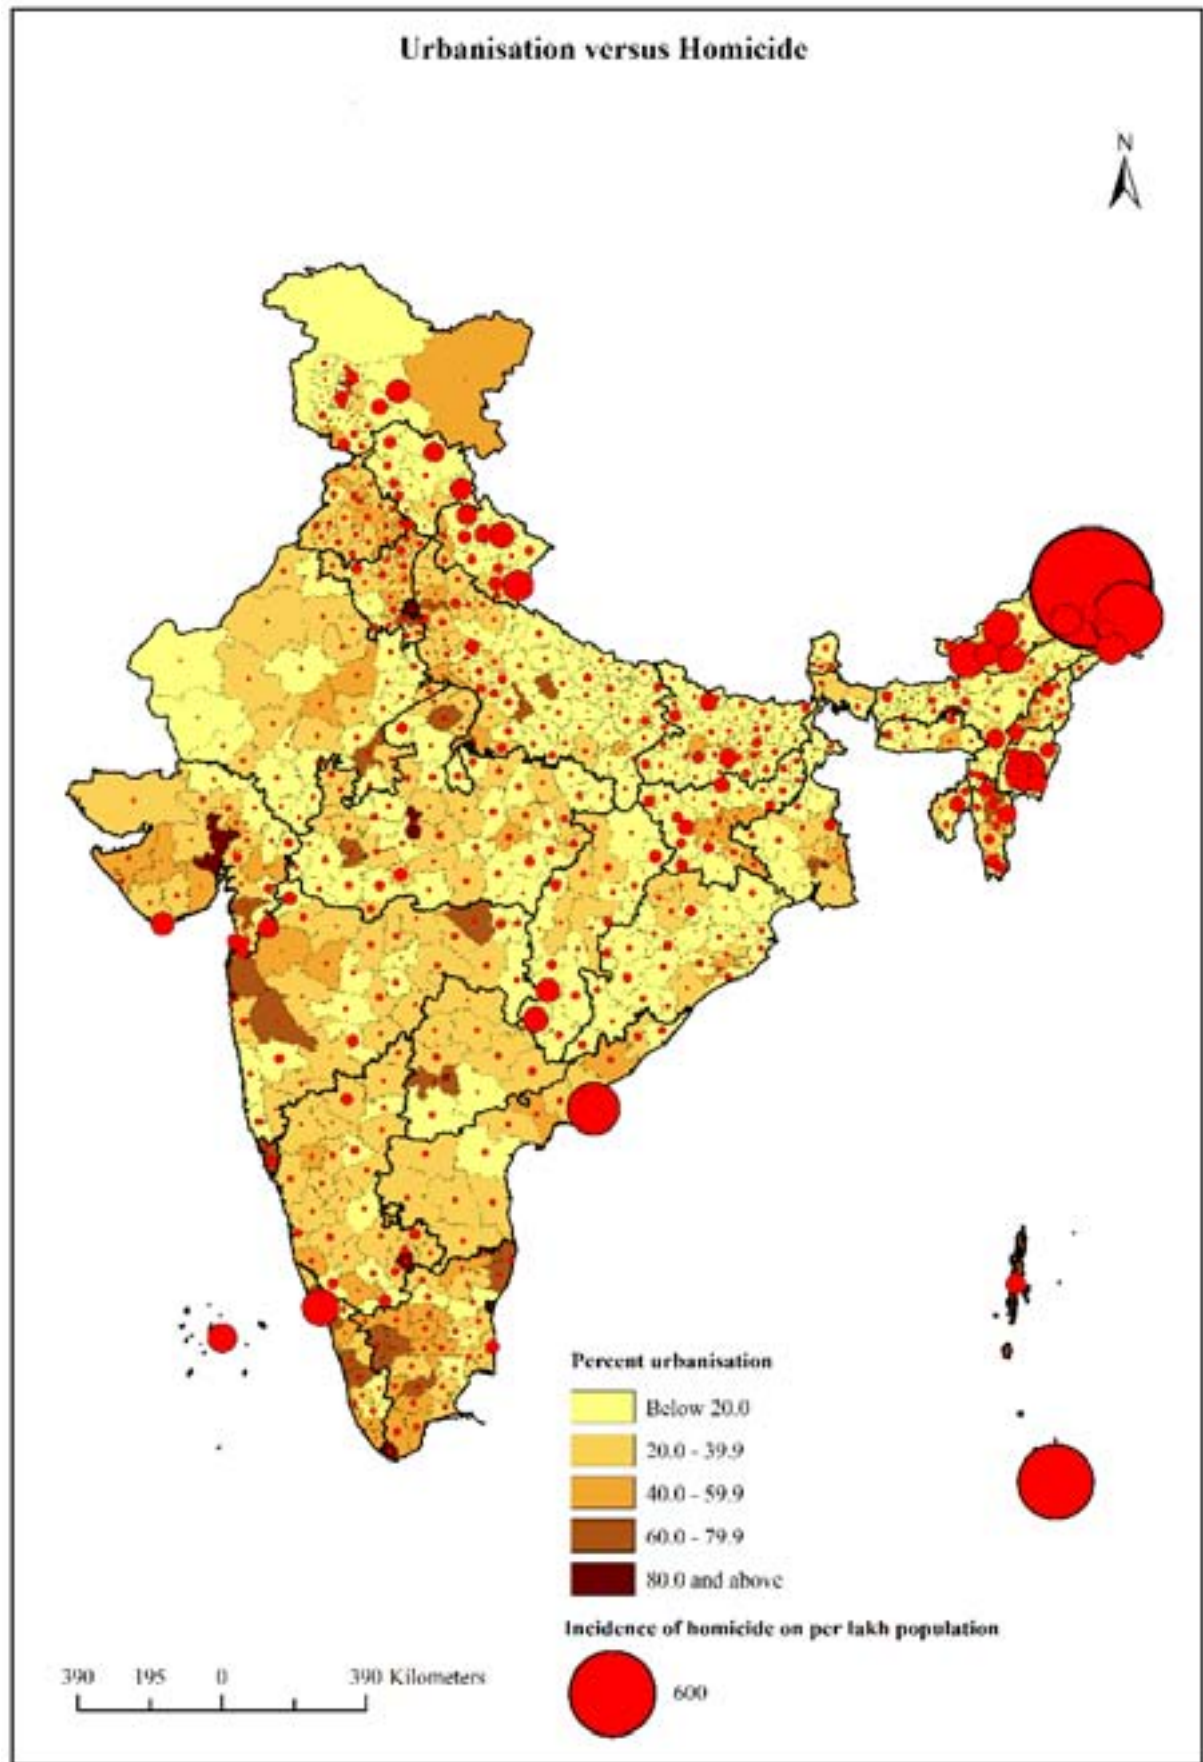 Urbanisation versus Homicide
N
Percent urbanisation
Below 20.0
20.0 - 39.9
40.0 - 59.9
60.0 - 79.9
80.0 and above
Incidence of homicide on per lakh population
600
390 195 0 390 Kilometers